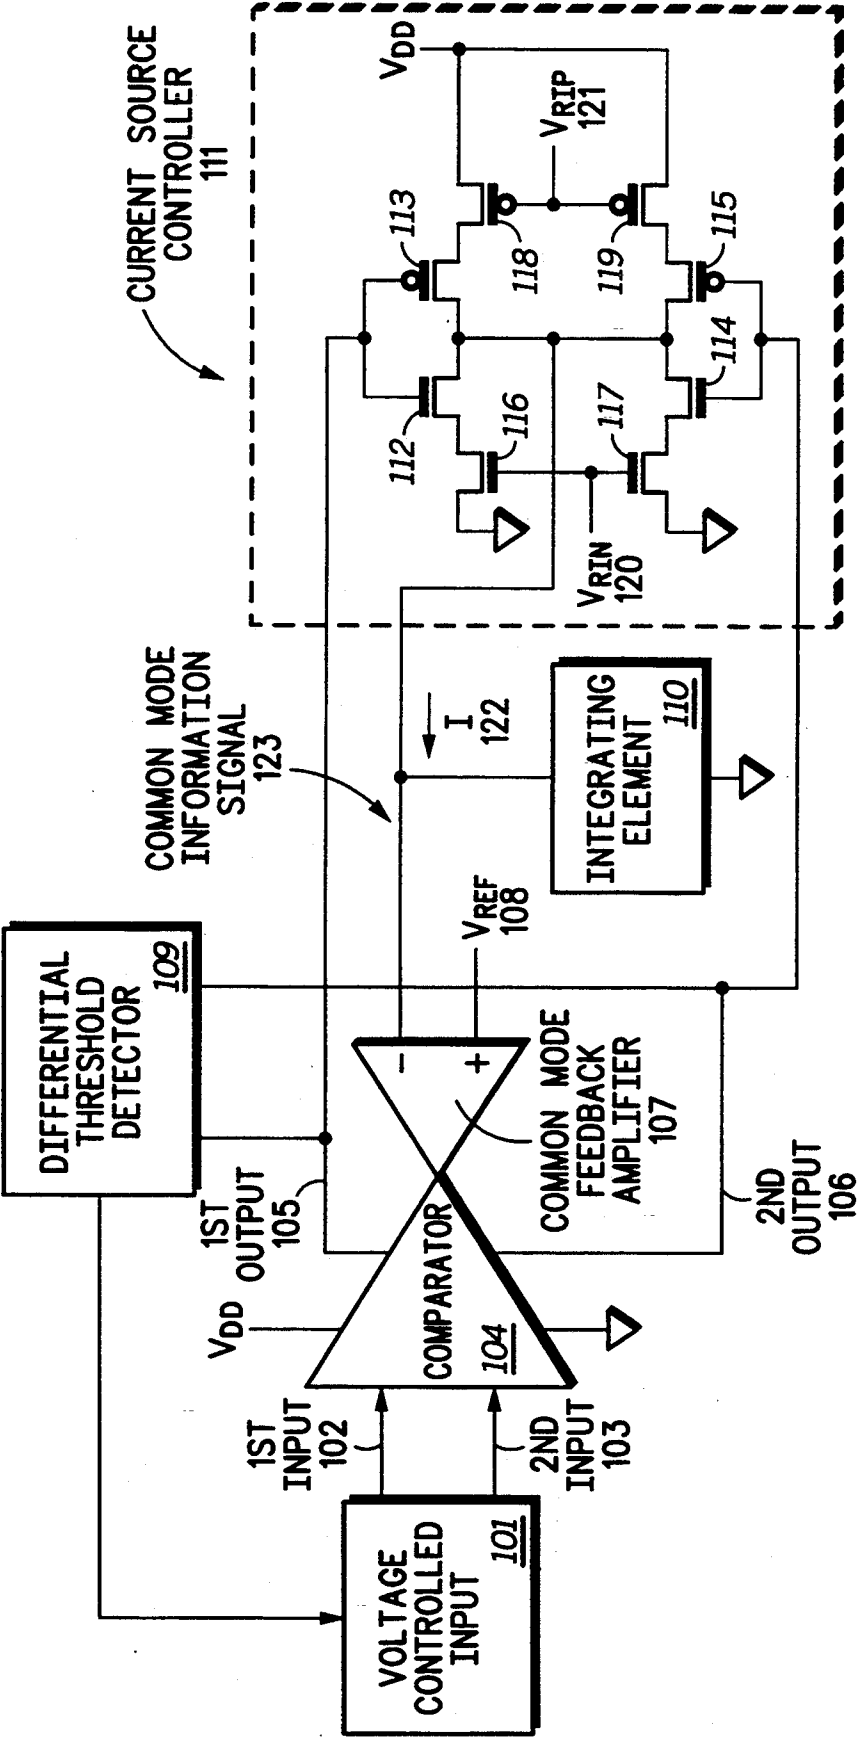 VOLTAGE
CONTROLLED
INPUT
101
1ST
INPUT
102
2ND
INPUT
103
VDD
COMPARATOR
104
1ST
OUTPUT
105
2ND
OUTPUT
106
DIFFERENTIAL
THRESHOLD
DETECTOR
109
-
+
COMMON MODE
FEEDBACK
AMPLIFIER
107
VREF
108
COMMON MODE
INFORMATION
SIGNAL
123
I
122
INTEGRATING
ELEMENT
110
CURRENT SOURCE
CONTROLLER
111
VRIN
120
112
116
117
114
113
118
119
115
VRIP
121
VDD